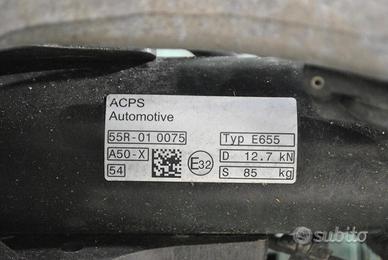 ACPS
Automotive
55R-01 0075 Typ E655
A50-X E32 D 12.7 kN
54 S 85 kg
subito